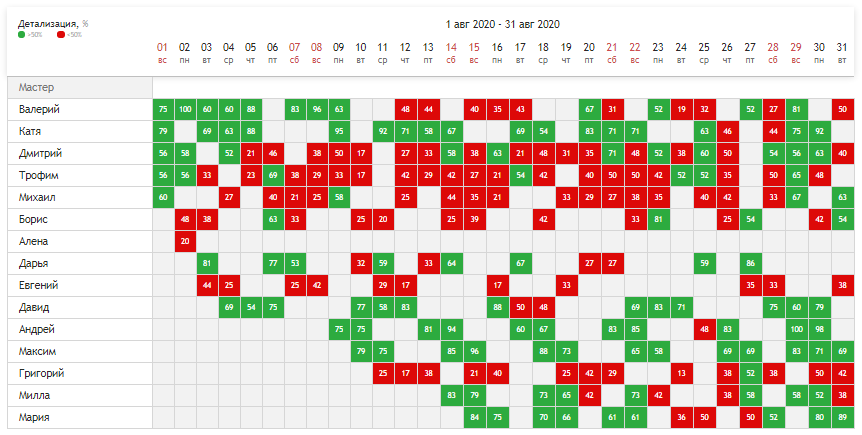 Детализация, %
>50% <50%
1 авг 2020 - 31 авг 2020
01 02 03 04 05 06 07 08 09 10 11 12 13 14 15 16 17 18 19 20 21 22 23 24 25 26 27 28 29 30 31
вс пн вт ср чт пт сб вс пн вт ср чт пт сб вс пн вт ср чт пт сб вс пн вт ср чт пт сб вс пн вт
Мастер
Валерий 75 100 60 60 88 83 96 63 48 44 40 35 43 67 31 52 19 32 52 27 81 50
Катя 79 69 63 88 95 92 71 58 67 69 54 83 71 71 63 46 44 75 92
Дмитрий 56 58 52 21 46 38 50 17 27 33 58 38 63 21 48 31 35 71 48 52 38 60 50 54 56 63 40
Трофим 56 56 33 23 69 38 29 33 17 42 29 42 27 21 54 42 40 50 50 42 52 52 35 50 65 48
Михаил 60 27 40 21 25 58 25 44 35 21 33 29 27 38 35 40 42 33 67 63
Борис 48 38 63 33 25 20 25 39 42 33 81 25 54 42 54
Алена 20
Дарья 81 77 53 32 59 33 64 67 27 27 59 86
Евгений 44 25 25 42 29 17 17 33 35 33 38
Давид 69 54 75 77 58 83 88 50 48 69 83 71 75 60 79
Андрей 75 75 81 94 60 67 83 85 48 83 100 98
Максим 79 75 85 96 88 73 65 58 69 69 83 71 69
Григорий 25 17 38 21 40 25 42 29 13 38 52 38 50 42
Милла 83 79 73 65 42 73 42 38 58 58 52 38
Мария 84 75 70 66 61 61 36 50 50 52 80 89